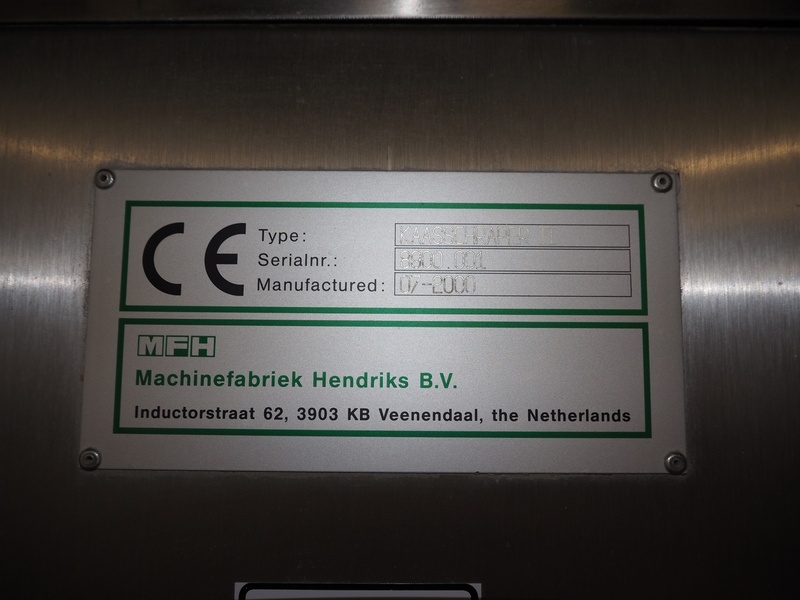 CE
Type:
Serialnr.:
Manufactured: 07-2000
MFH
Machinefabriek Hendriks B.V.
Inductorstraat 62, 3903 KB Veenendaal, the Netherlands